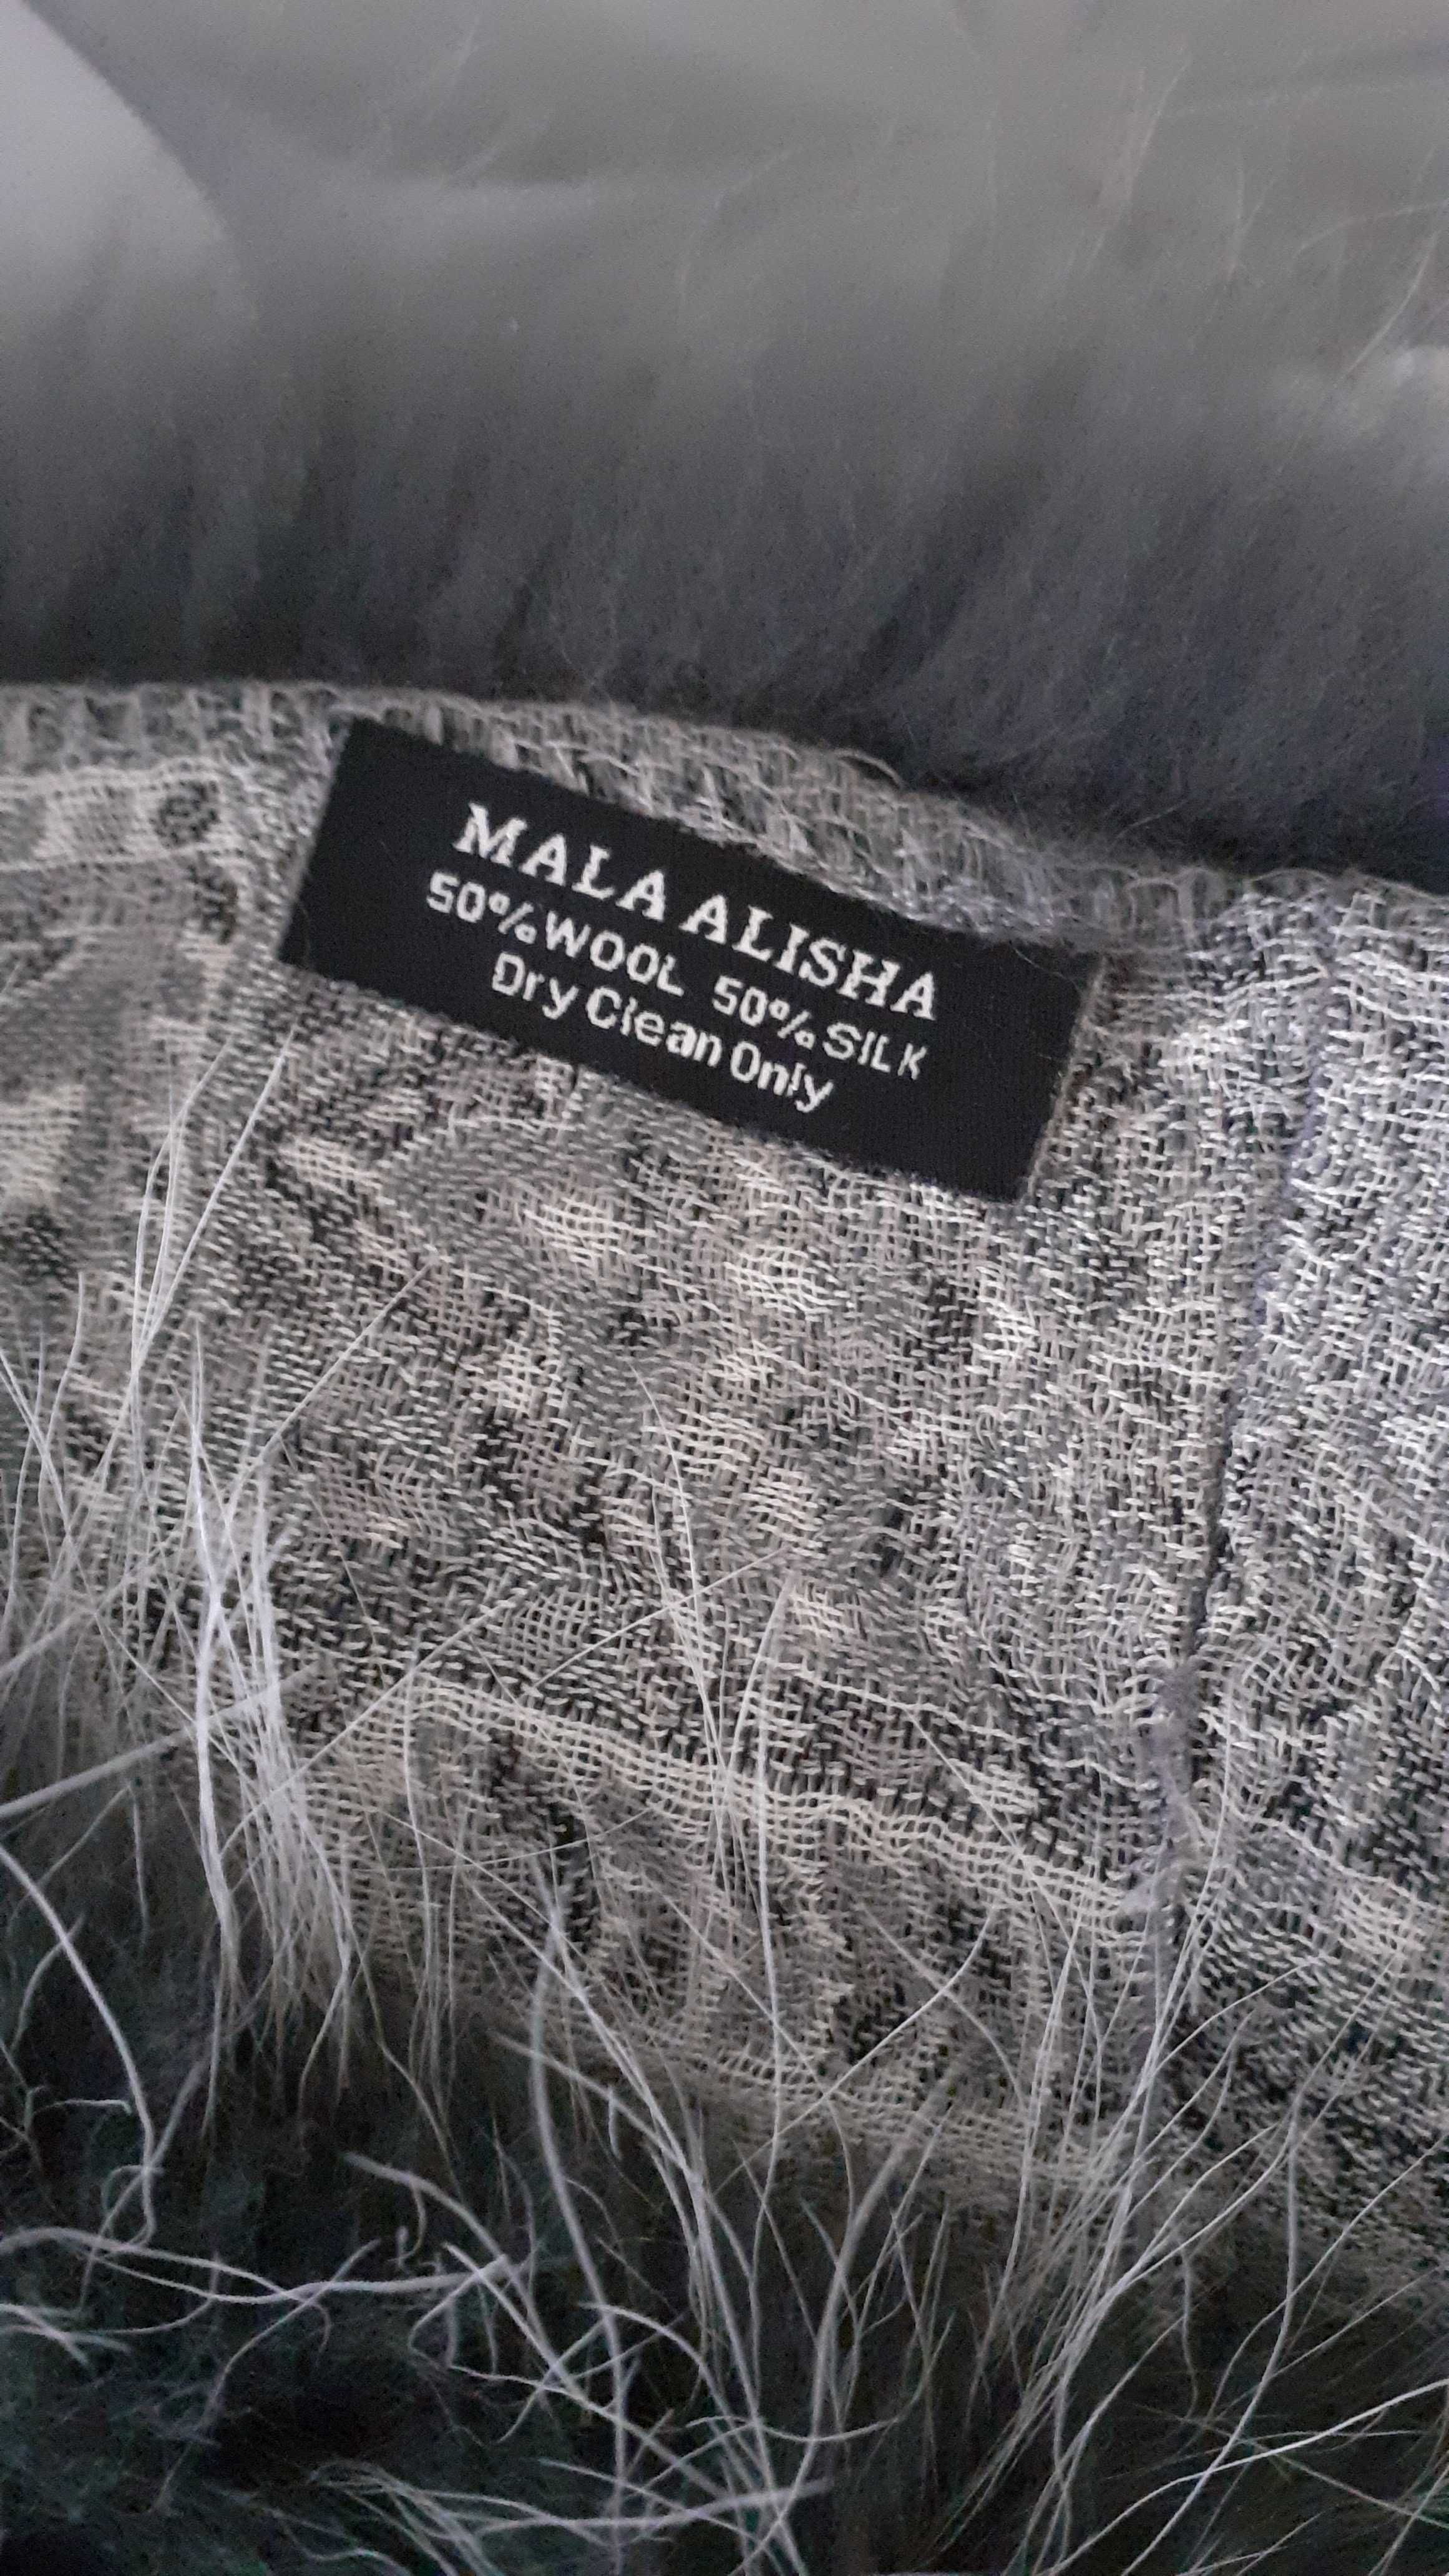 MALA ALISHA
50% WOOL 50% SILK
Dry Clean Only